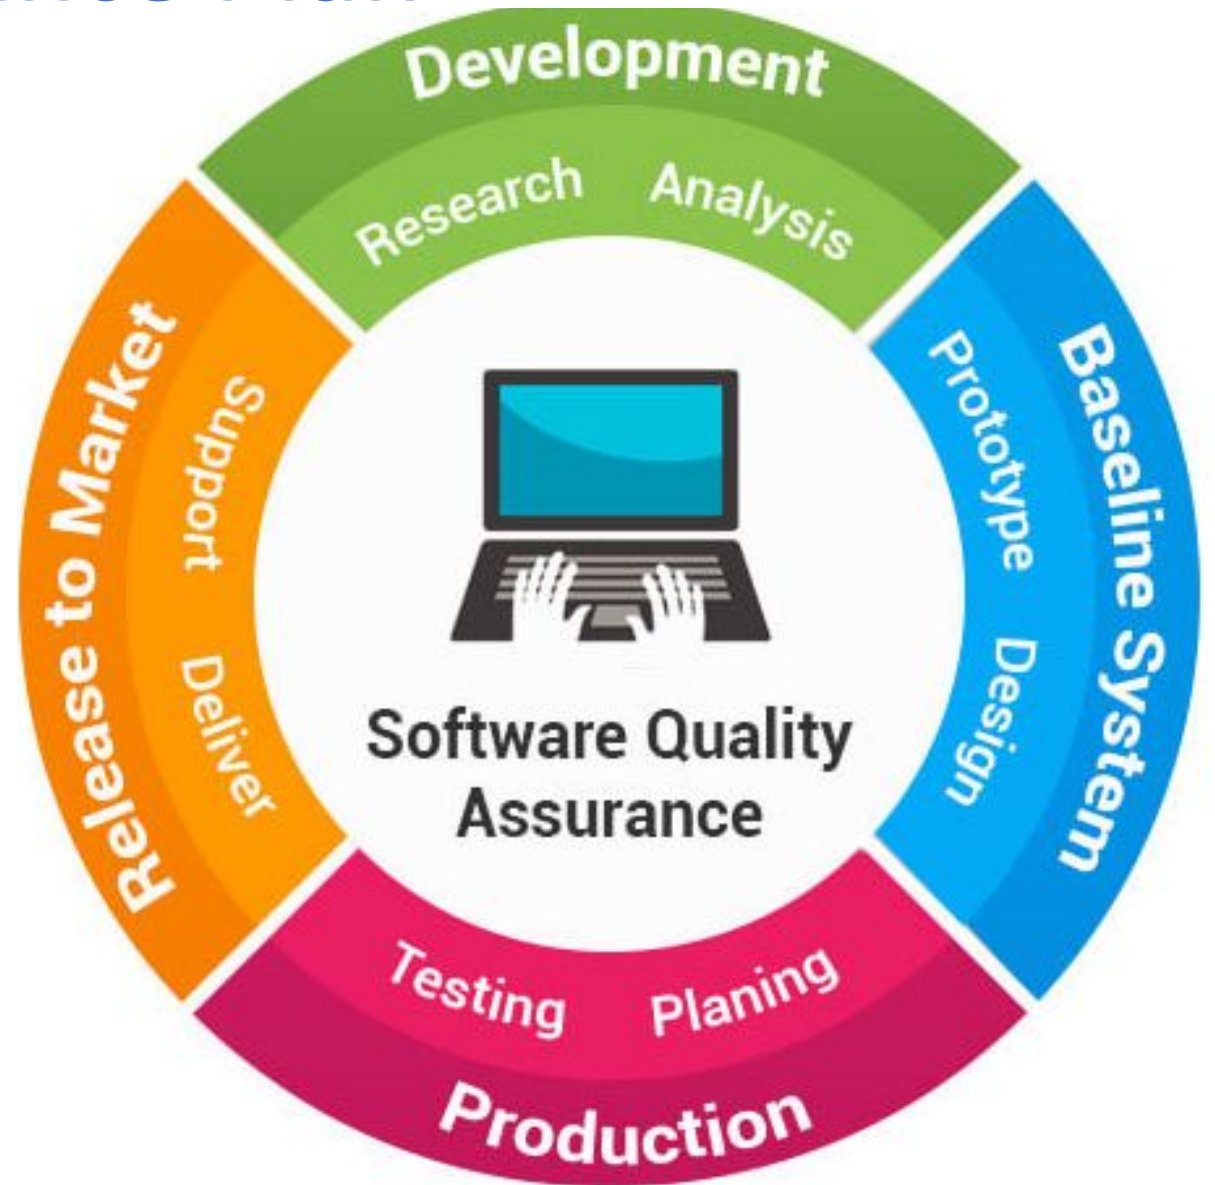 Development
Research Analysis
Baseline System
Prototype Design
Production
Testing Planing
Release to Market
Support
Deliver
Software Quality
Assurance